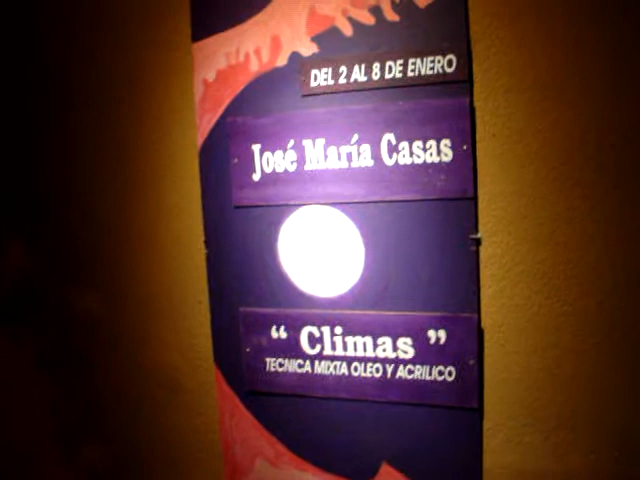 DEL 2 AL 8 DE ENERO
José María Casas
“ Climas ”
TECNICA MIXTA OLEO Y ACRILICO